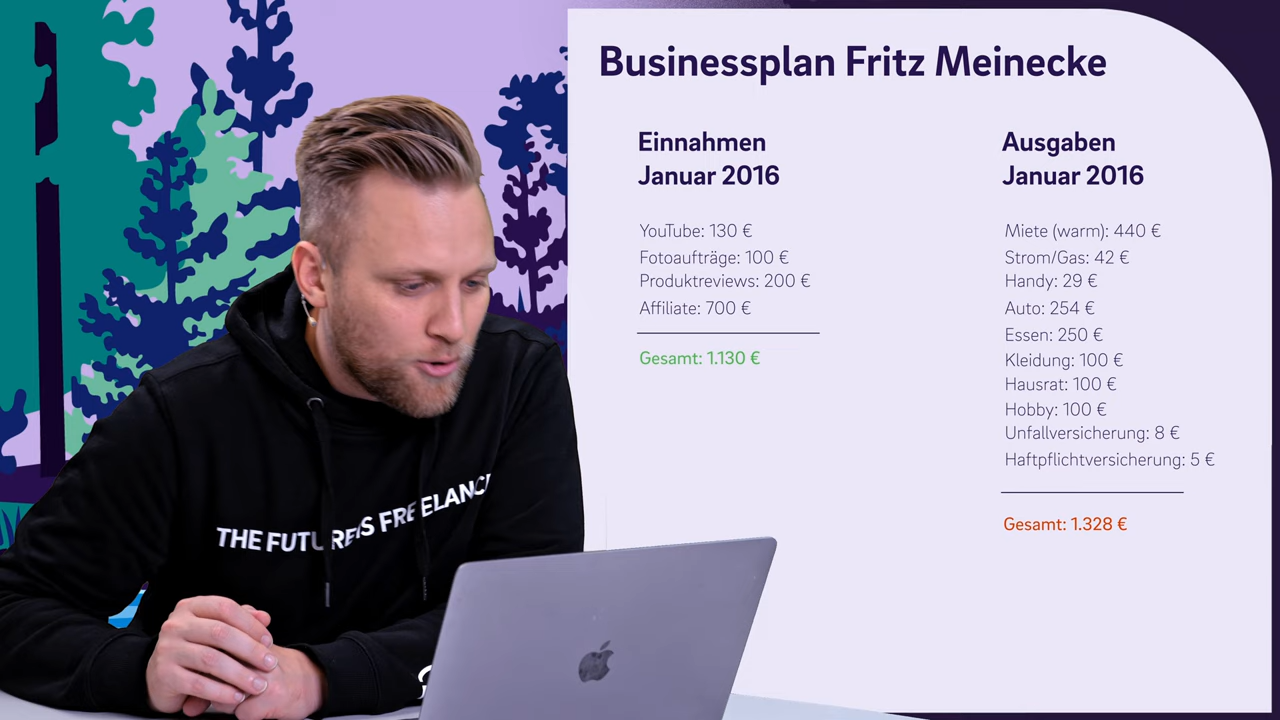 Businessplan Fritz Meinecke
Einnahmen
Januar 2016
YouTube: 130 €
Fotoaufträge: 100 €
Produktreviews: 200 €
Affiliate: 700 €
Gesamt: 1.130 €
Ausgaben
Januar 2016
Miete (warm): 440 €
Strom/Gas: 42 €
Handy: 29 €
Auto: 254 €
Essen: 250 €
Kleidung: 100 €
Hausrat: 100 €
Hobby: 100 €
Unfallversicherung: 8 €
Haftpflichtversicherung: 5 €
Gesamt: 1.328 €
THE FUTURE IS FREELANCE